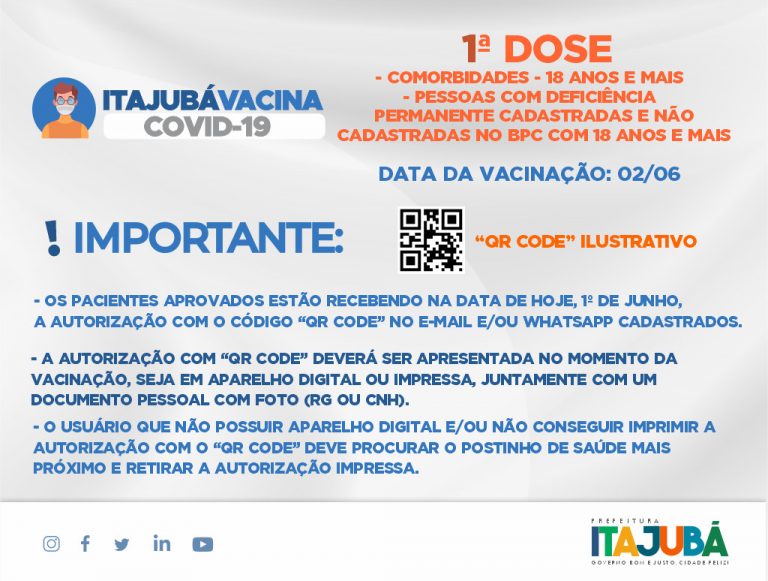 1ª DOSE
- COMORBIDADES - 18 ANOS E MAIS
- PESSOAS COM DEFICIÊNCIA
PERMANENTE CADASTRADAS E NÃO
CADASTRADAS NO BPC COM 18 ANOS E MAIS
ITAJUBÁVACINA
COVID-19
DATA DA VACINAÇÃO: 02/06
! IMPORTANTE:
“QR CODE” ILUSTRATIVO
- OS PACIENTES APROVADOS ESTÃO RECEBENDO NA DATA DE HOJE, 1º DE JUNHO,
A AUTORIZAÇÃO COM O CÓDIGO “QR CODE” NO E-MAIL E/OU WHATSAPP CADASTRADOS.
- A AUTORIZAÇÃO COM “QR CODE” DEVERÁ SER APRESENTADA NO MOMENTO DA
VACINAÇÃO, SEJA EM APARELHO DIGITAL OU IMPRESSA, JUNTAMENTE COM UM
DOCUMENTO PESSOAL COM FOTO (RG OU CNH).
- O USUÁRIO QUE NÃO POSSUIR APARELHO DIGITAL E/OU NÃO CONSEGUIR IMPRIMIR A
AUTORIZAÇÃO COM O “QR CODE” DEVE PROCURAR O POSTINHO DE SAÚDE MAIS
PRÓXIMO E RETIRAR A AUTORIZAÇÃO IMPRESSA.
PREFEITURA
ITAJUBÁ
GOVERNO BOM E JUSTO, CIDADE FELIZ!